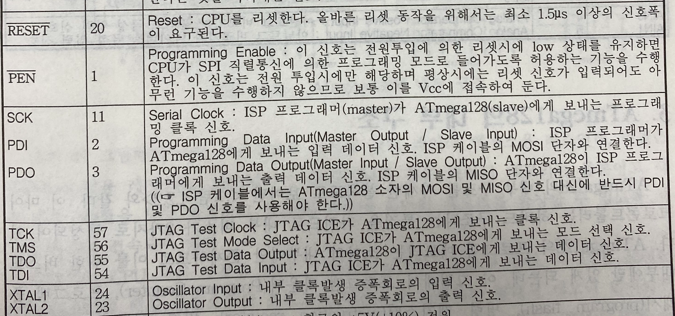 RESET 20 Reset : CPU를 리셋한다. 올바른 리셋 동작을 위해서는 최소 1.5μs 이상의 신호폭
이 요구된다.
PEN 1 Programming Enable : 이 신호는 전원투입에 의한 리셋시에 low 상태를 유지하면
CPU가 SPI 직렬통신에 의한 프로그래밍 모드로 들어가도록 허용하는 기능을 수행
한다. 이 신호는 전원 투입시에만 해당하며 평상시에는 리셋 신호가 입력되어도 아
무런 기능을 수행하지 않으므로 보통 이를 Vcc에 접속하여 둔다.
SCK 11 Serial Clock : ISP 프로그래머(master)가 ATmega128(slave)에게 보내는 프로그래
밍 클록 신호.
PDI 2 Programming Data Input(Master Output / Slave Input) : ISP 프로그래머가
ATmega128에게 보내는 입력 데이터 신호. ISP 케이블의 MOSI 단자와 연결한다.
PDO 3 Programming Data Output(Master Input / Slave Output) : ATmega128이 ISP 프로그
래머에게 보내는 출력 데이터 신호. ISP 케이블의 MISO 단자와 연결한다.
((☞ ISP 케이블에서는 ATmega128 소자의 MOSI 및 MISO 신호 대신에 반드시 PDI
및 PDO 신호를 사용해야 한다.))
TCK 57 JTAG Test Clock : JTAG ICE가 ATmega128에게 보내는 클록 신호.
TMS 56 JTAG Test Mode Select : JTAG ICE가 ATmega128에게 보내는 모드 선택 신호.
TDO 55 JTAG Test Data Output : ATmega128이 JTAG ICE에게 보내는 데이터 신호.
TDI 54 JTAG Test Data Input : JTAG ICE가 ATmega128에게 보내는 데이터 신호.
XTAL1 24 Oscillator Input : 내부 클록발생 증폭회로의 입력 신호.
XTAL2 23 Oscillator Output : 내부 클록발생 증폭회로의 출력 신호.